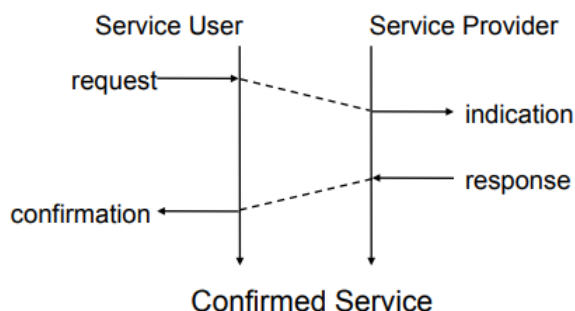 Service User
Service Provider
request
indication
response
confirmation
Confirmed Service